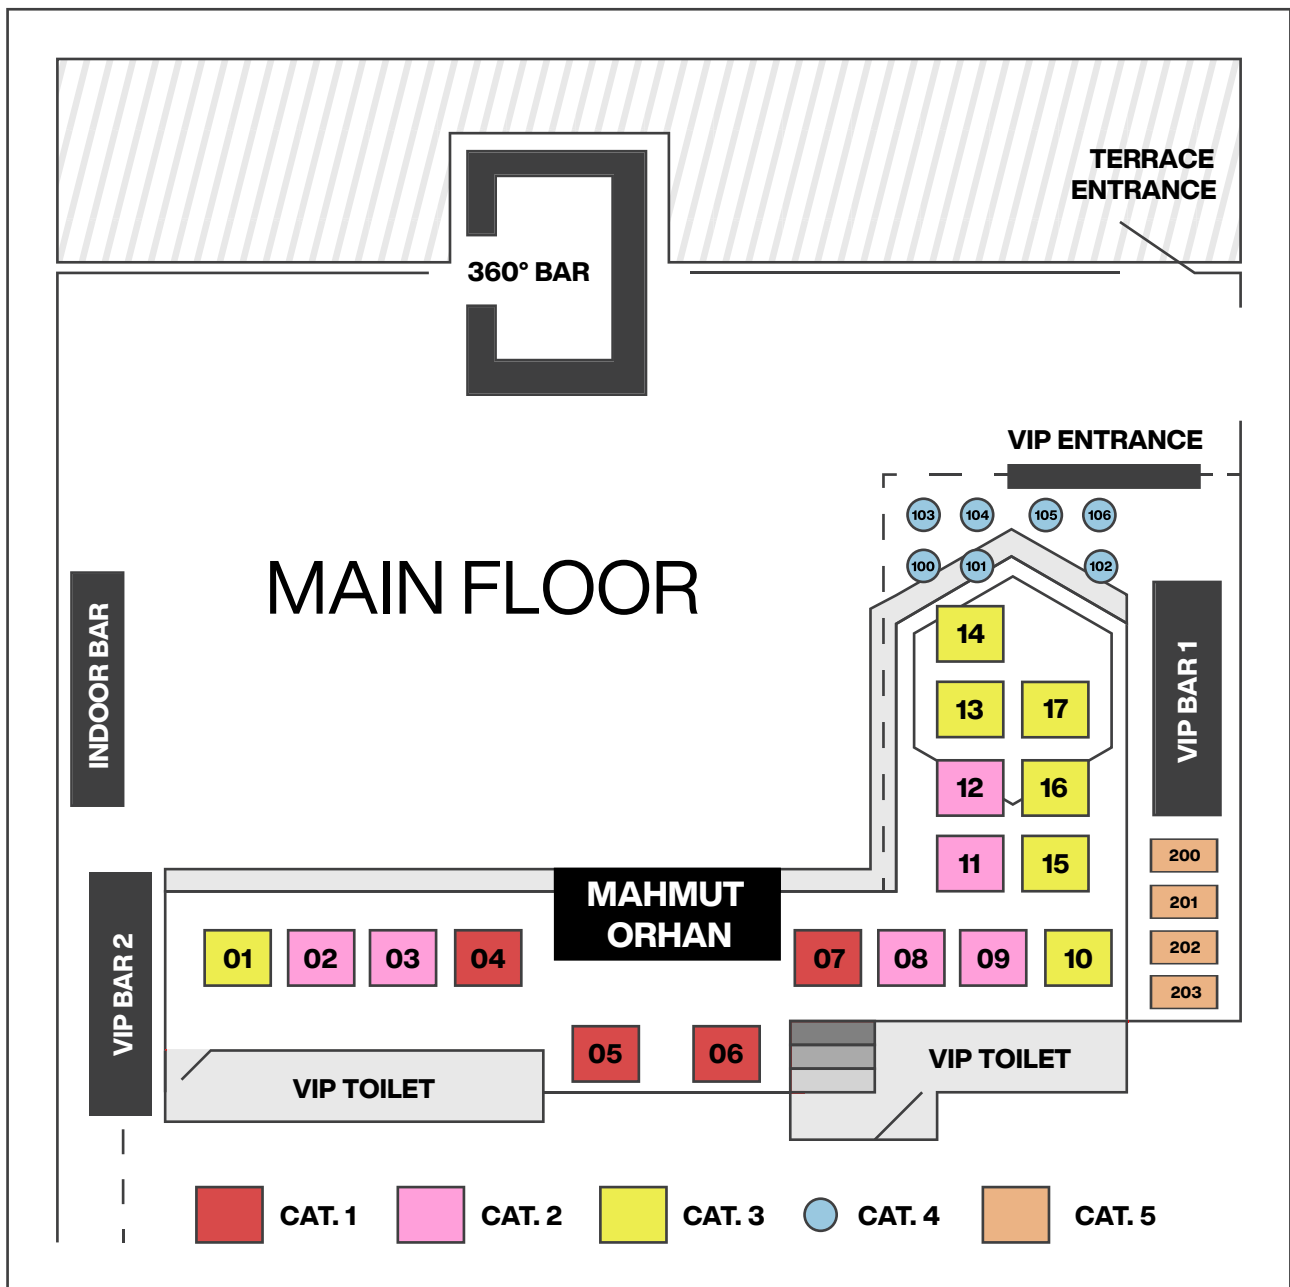 TERRACE
ENTRANCE
360° BAR
VIP ENTRANCE
103 104 105 106
100 101 102
MAIN FLOOR
INDOOR BAR
VIP BAR 1
14
13 17
12 16
11 15
200
201
202
203
MAHMUT
ORHAN
VIP BAR 2
01 02 03 04 07 08 09 10
05 06
VIP TOILET
VIP TOILET
CAT. 1 CAT. 2 CAT. 3 CAT. 4 CAT. 5